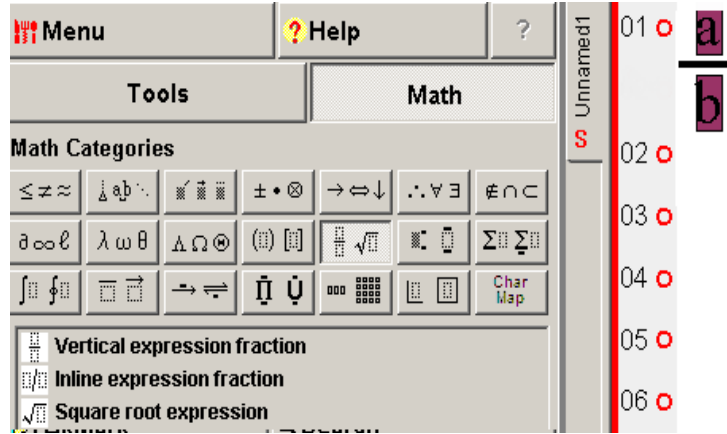 Menu
? Help
?
Tools
Math
Math Categories
≤ ≠ ≈
a,b
± • ⊗
→ ⇔ ↓
∴ ∀ ∃
∉ ∩ ⊂
∂ ∞ ℓ
λ ω θ
Λ Ω Θ
( ) [ ]
√
Σ Σ
∫ ∮
→ ⇌
Π U
Char
Map
Vertical expression fraction
Inline expression fraction
Square root expression
Unnamed1
S
01
a
b
02
03
04
05
06